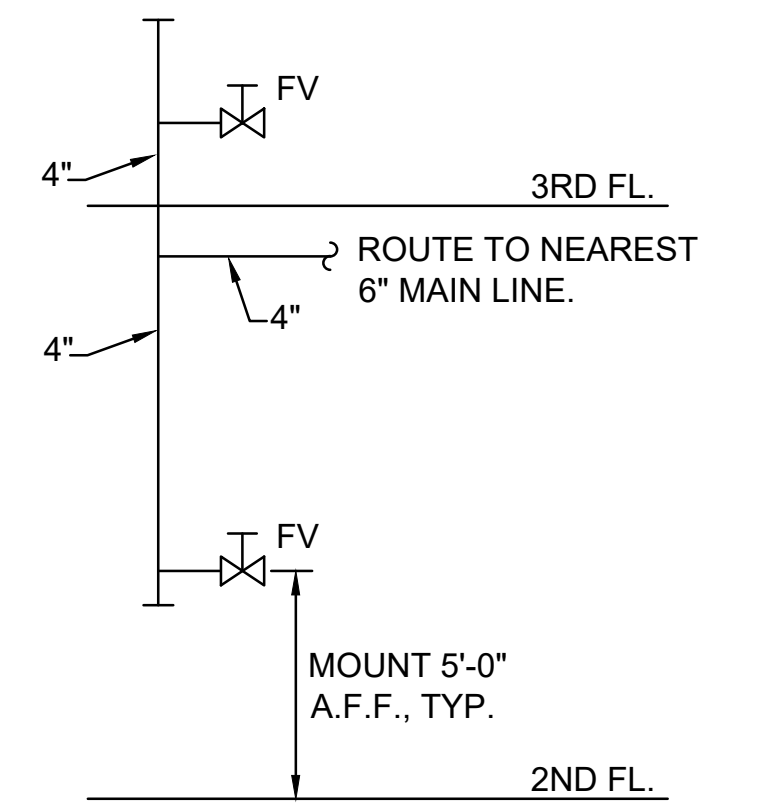 FV
4"
3RD FL.
ROUTE TO NEAREST
6" MAIN LINE.
4"
4"
FV
MOUNT 5'-0"
A.F.F., TYP.
2ND FL.